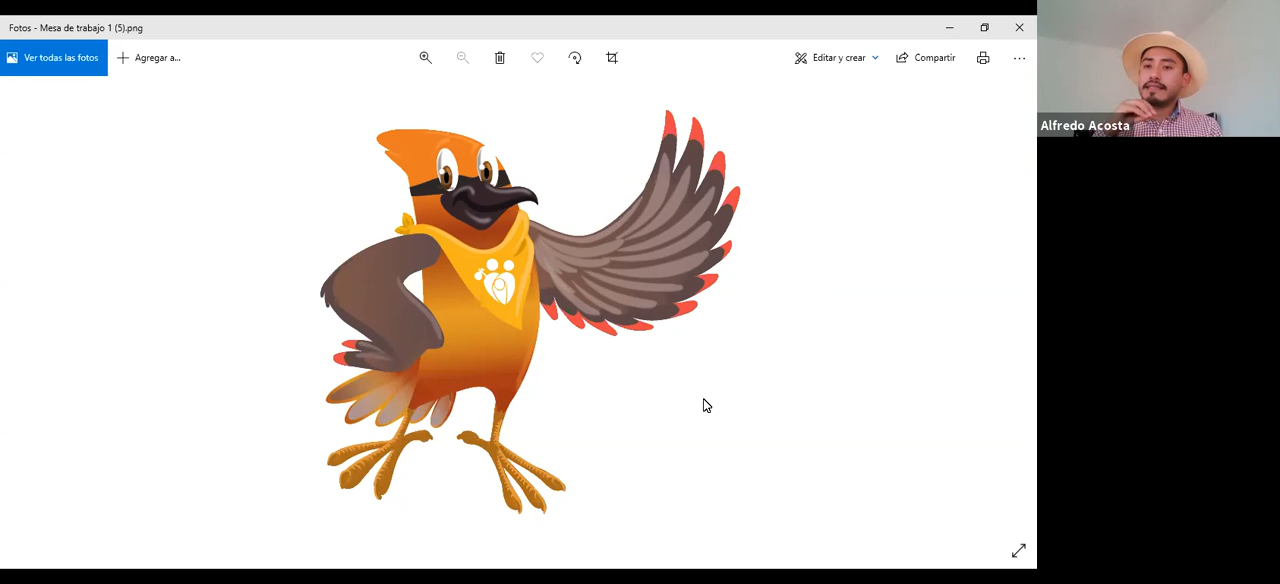 Fotos - Mesa de trabajo 1 (5).png
Ver todas las fotos
Agregar a...
Editar y crear
Compartir
Alfredo Acosta